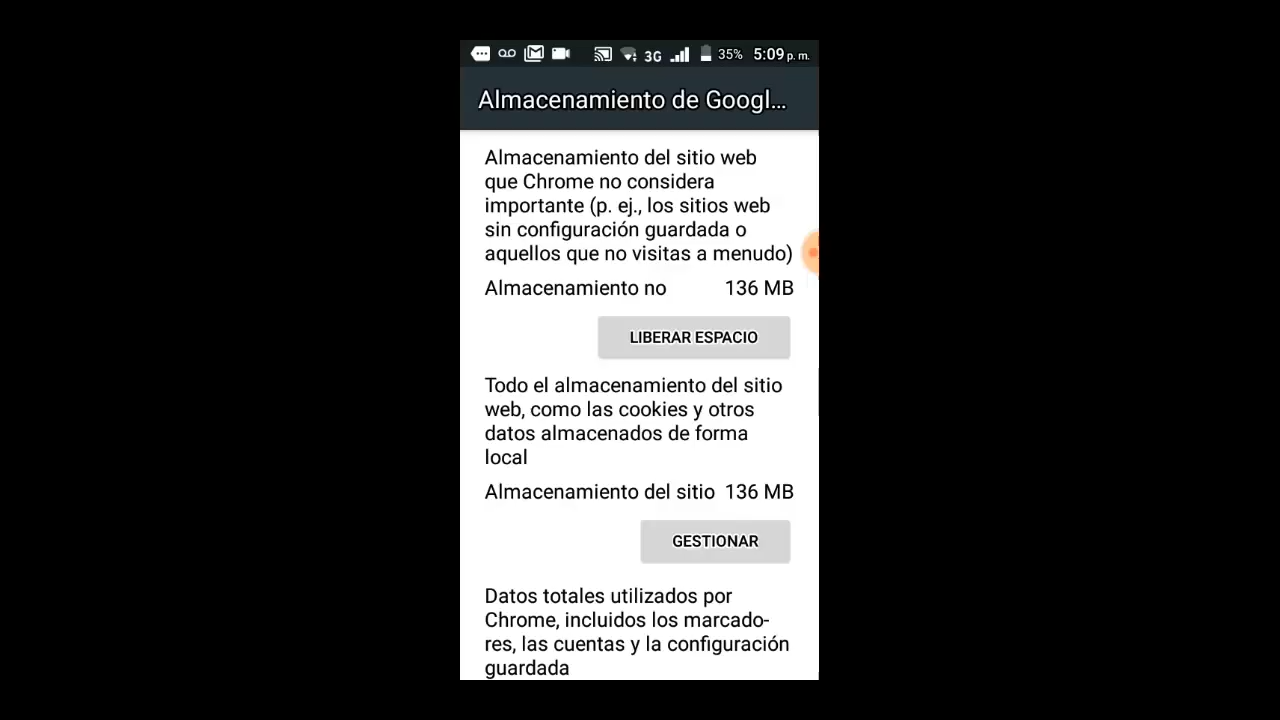 3G 35% 5:09 p. m.
Almacenamiento de Googl...
Almacenamiento del sitio web
que Chrome no considera
importante (p. ej., los sitios web
sin configuración guardada o
aquellos que no visitas a menudo)
Almacenamiento no 136 MB
LIBERAR ESPACIO
Todo el almacenamiento del sitio
web, como las cookies y otros
datos almacenados de forma
local
Almacenamiento del sitio 136 MB
GESTIONAR
Datos totales utilizados por
Chrome, incluidos los marcado-
res, las cuentas y la configuración
guardada